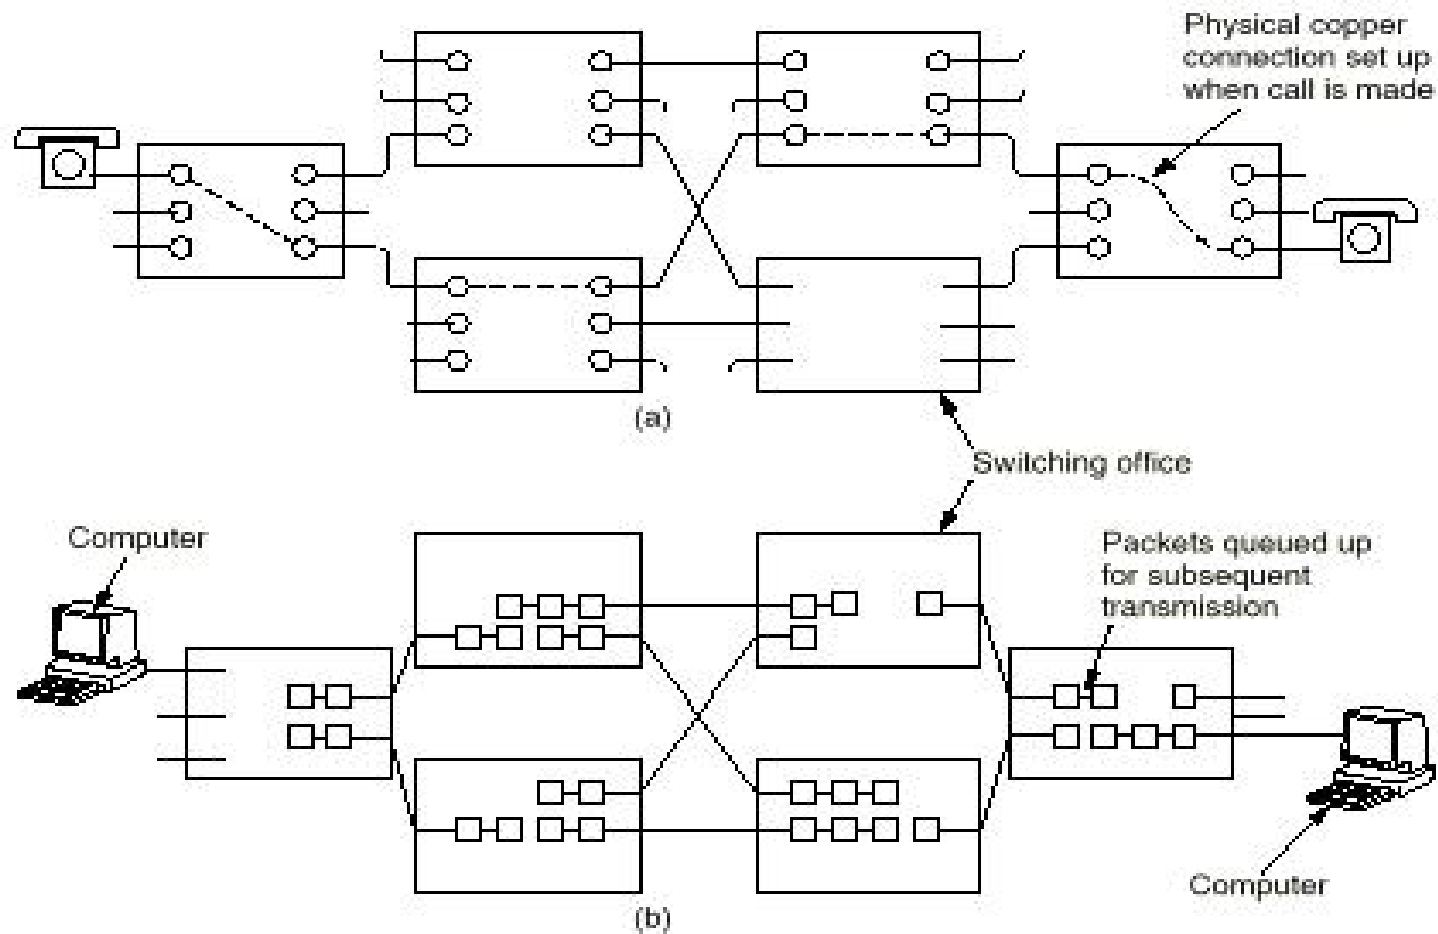 Physical copper
connection set up
when call is made
(a)
Switching office
Computer
Packets queued up
for subsequent
transmission
Computer
(b)